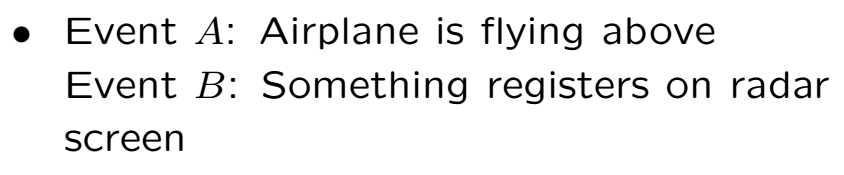 • Event A: Airplane is flying above
Event B: Something registers on radar
screen